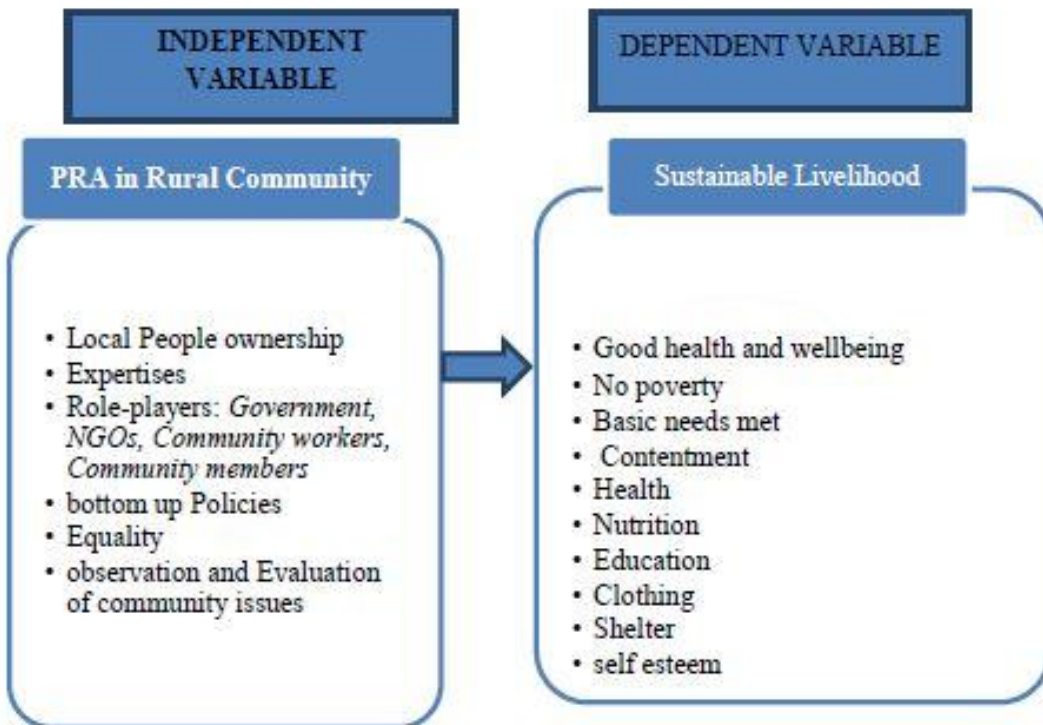 INDEPENDENT
VARIABLE
DEPENDENT VARIABLE
PRA in Rural Community
• Local People ownership
• Expertises
• Role-players: Government,
NGOs, Community workers,
Community members
• bottom up Policies
• Equality
• observation and Evaluation
of community issues
Sustainable Livelihood
• Good health and wellbeing
• No poverty
• Basic needs met
• Contentment
• Health
• Nutrition
• Education
• Clothing
• Shelter
• self esteem